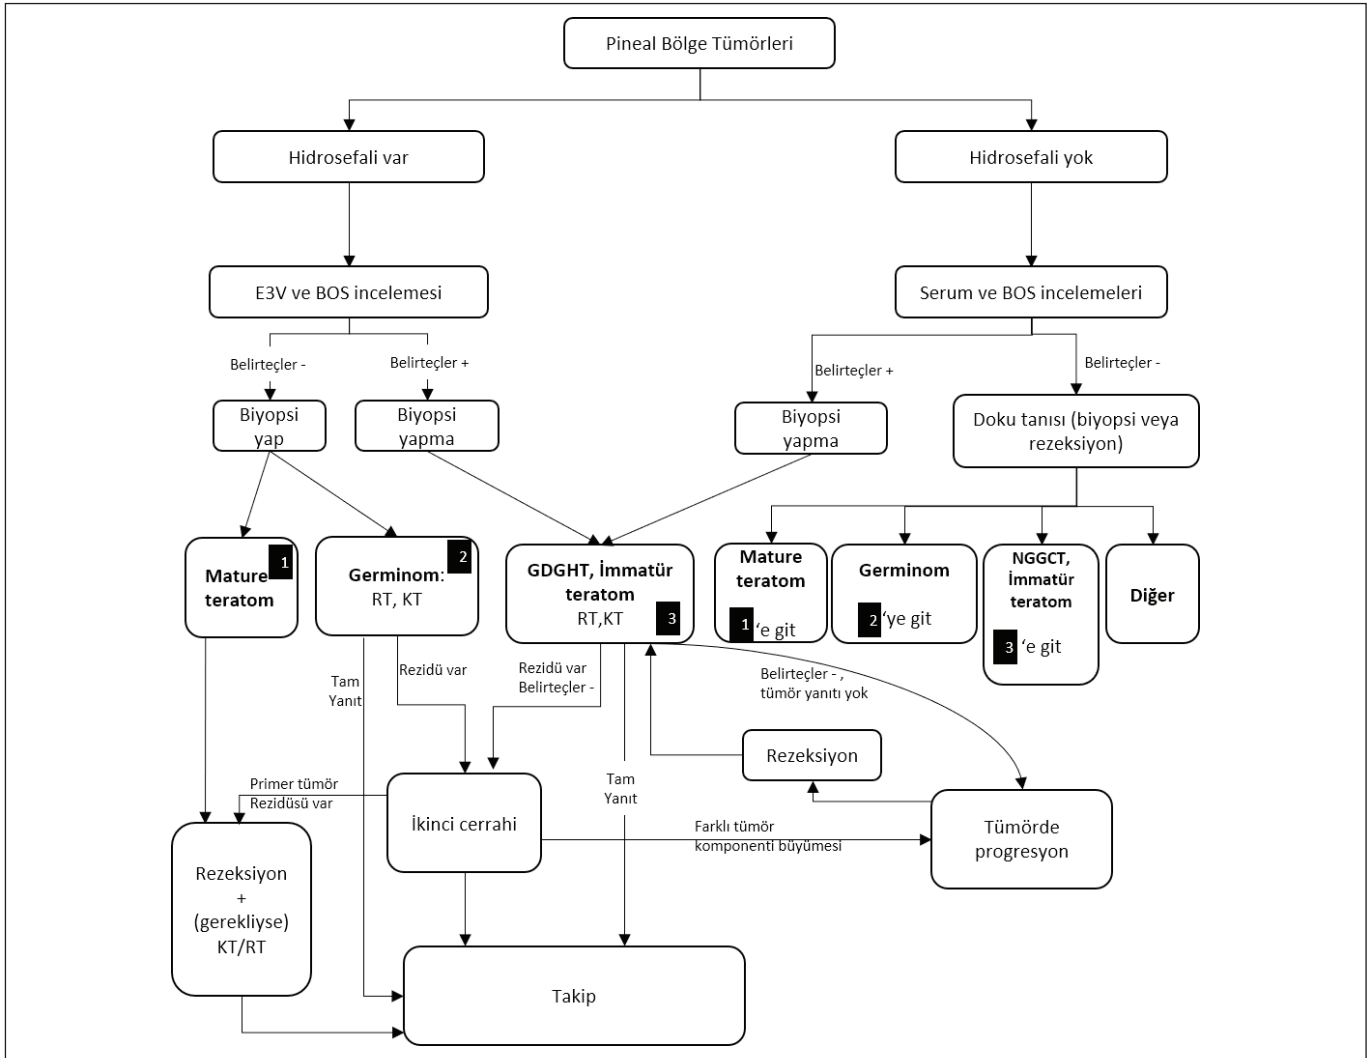 Pineal Bölge Tümörleri
Hidrosefali var
Hidrosefali yok
E3V ve BOS incelemesi
Serum ve BOS incelemeleri
Belirteçler -
Belirteçler +
Belirteçler +
Belirteçler -
Biyopsi
yap
Biyopsi
yapma
Biyopsi
yapma
Doku tanısı (biyopsi veya
rezeksiyon)
1
Mature
teratom
2
Germinom:
RT, KT
GDGHT, İmmatür
teratom
RT,KT
3
Mature
teratom
1 ‘e git
Germinom
2 ‘ye git
NGGCT,
İmmatür
teratom
3 ‘e git
Diğer
Tam
Yanıt
Rezidü var
Rezidü var
Belirteçler -
Belirteçler - ,
tümör yanıtı yok
Rezeksiyon
Tam
Yanıt
Primer tümör
Rezidüsü var
İkinci cerrahi
Farklı tümör
komponenti büyümesi
Tümörde
progresyon
Rezeksiyon
+
(gerekliyse)
KT/RT
Takip